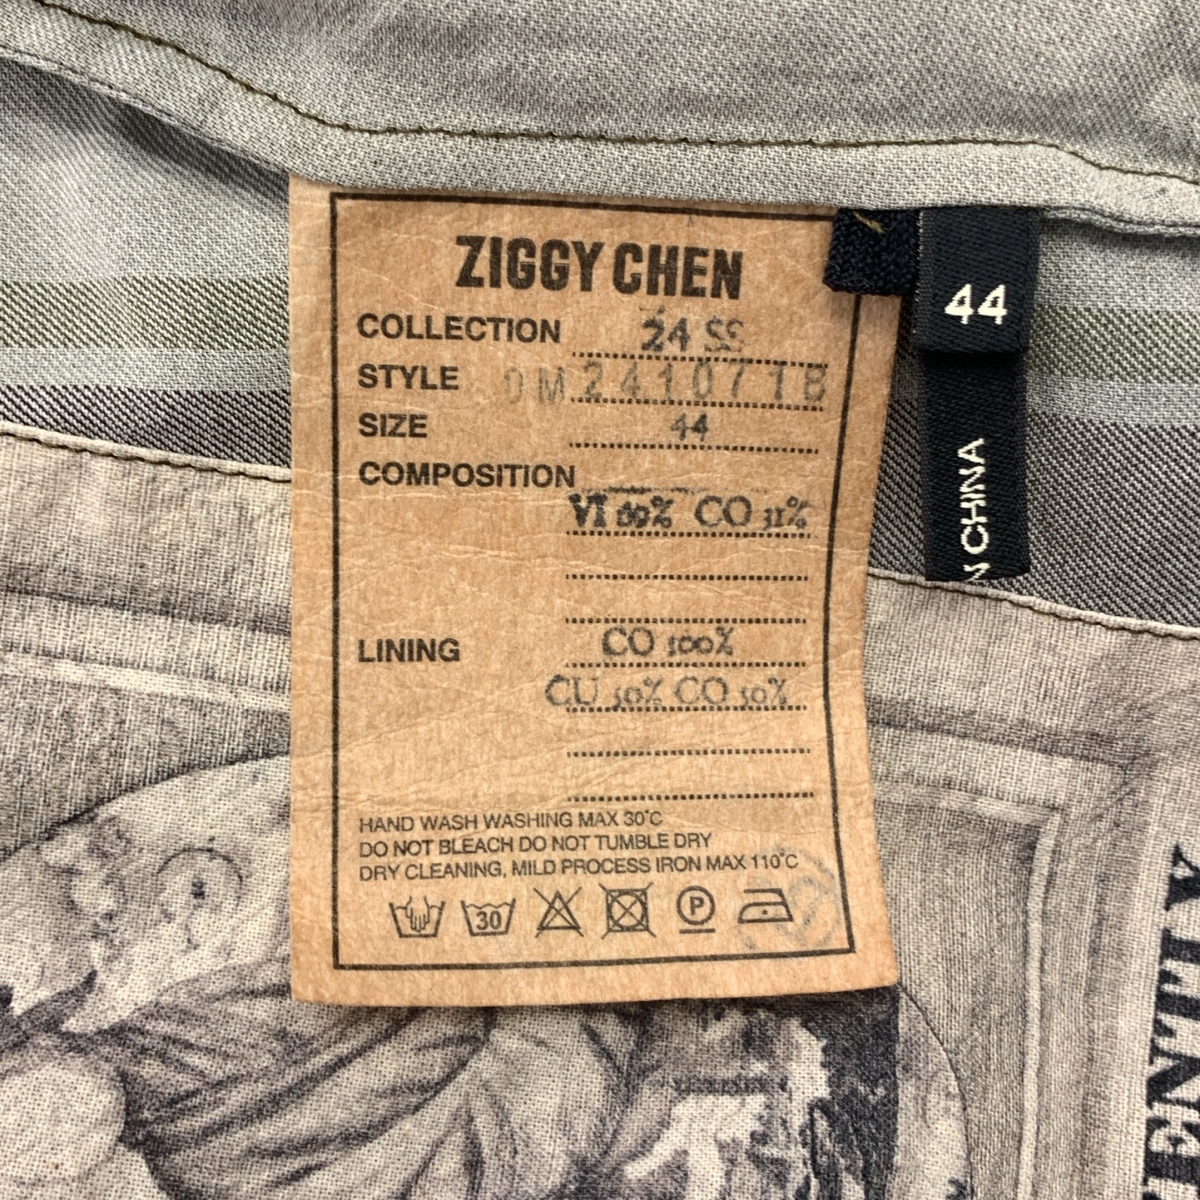 ZIGGY CHEN
COLLECTION 24 SS
STYLE 0M2410718
SIZE 44
COMPOSITION
VI 69% CO 31%
LINING CO 100%
CU 50% CO 50%
HAND WASH WASHING MAX 30°C
DO NOT BLEACH DO NOT TUMBLE DRY
DRY CLEANING, MILD PROCESS IRON MAX 110°C
30 P
44
N CHINA
ENTLY